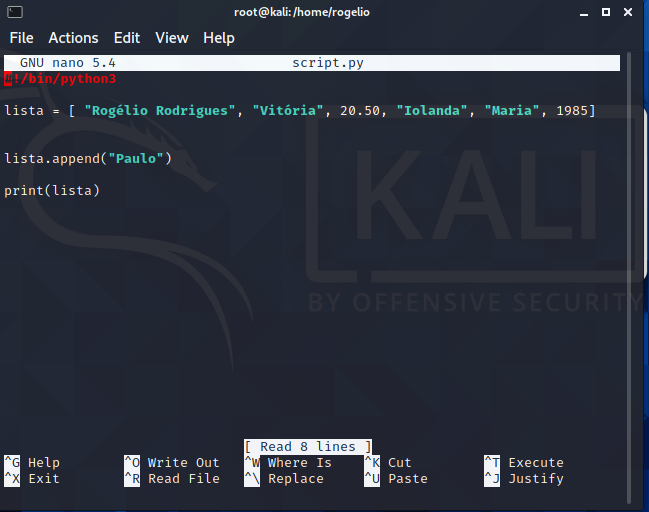 root@kali:/home/rogelio
File Actions Edit View Help
GNU nano 5.4 script.py
#!/bin/python3
lista = [ "Rogélio Rodrigues", "Vitória", 20.50, "Iolanda", "Maria", 1985]
lista.append("Paulo")
print(lista)
KALI
BY OFFENSIVE SECURITY
[ Read 8 lines ]
^G Help ^O Write Out ^W Where Is ^K Cut ^T Execute
^X Exit ^R Read File ^\ Replace ^U Paste ^J Justify